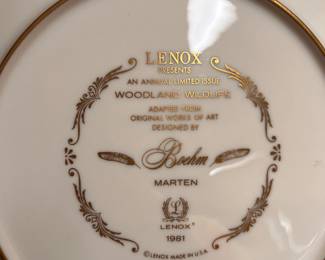 LENOX
PRESENTS
AN ANNUAL LIMITED ISSUE
WOODLAND WILDLIFE
ADAPTED FROM
ORIGINAL WORKS OF ART
DESIGNED BY
Boehm
MARTEN
L
LENOX®
1981
©LENOX MADE IN U.S.A